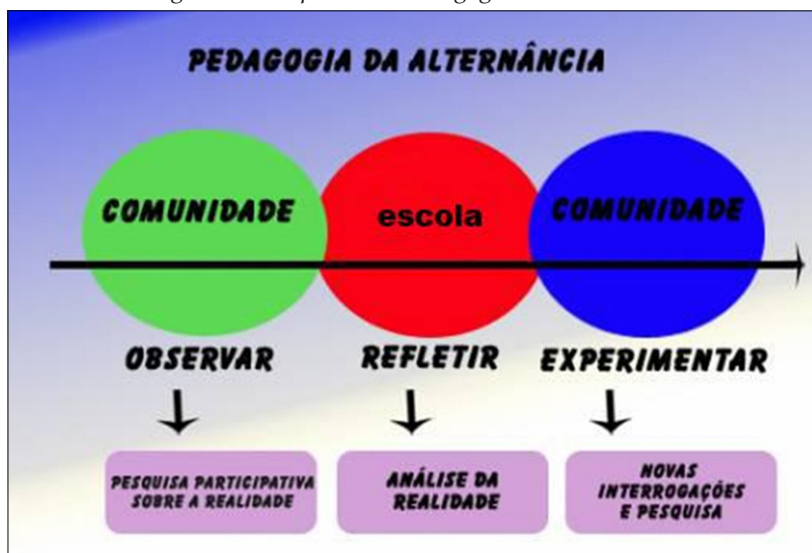 PEDAGOGIA DA ALTERNÂNCIA
COMUNIDADE
escola
COMUNIDADE
OBSERVAR
REFLETIR
EXPERIMENTAR
PESQUISA PARTICIPATIVA
SOBRE A REALIDADE
ANÁLISE DA
REALIDADE
NOVAS
INTERROGAÇÕES
E PESQUISA